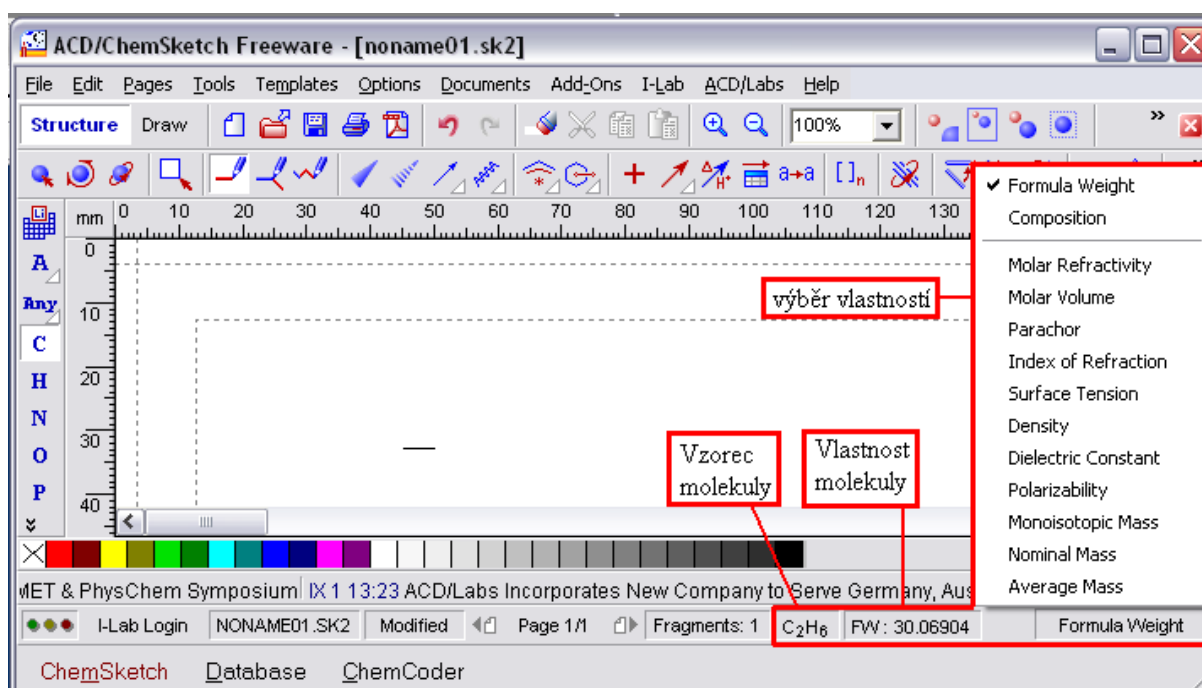 ACD/ChemSketch Freeware - [noname01.sk2]
File Edit Pages Tools Templates Options Documents Add-Ons I-Lab ACD/Labs Help
Structure Draw 100%
a→a [ ]n
Li mm 0 10 20 30 40 50 60 70 80 90 100 110 120 130
0
A
Any
10
C
H
20
N
30
O
P
40
✓ Formula Weight
Composition
Molar Refractivity
Molar Volume
Parachor
Index of Refraction
Surface Tension
Density
Dielectric Constant
Polarizability
Monoisotopic Mass
Nominal Mass
Average Mass
výběr vlastností
Vzorec
molekuly
Vlastnost
molekuly
MET & PhysChem Symposium IX 1 13:23 ACD/Labs Incorporates New Company to Serve Germany, Aus
I-Lab Login NONAME01.SK2 Modified Page 1/1 Fragments: 1 C2H6 FW : 30.06904 Formula Weight
ChemSketch Database ChemCoder